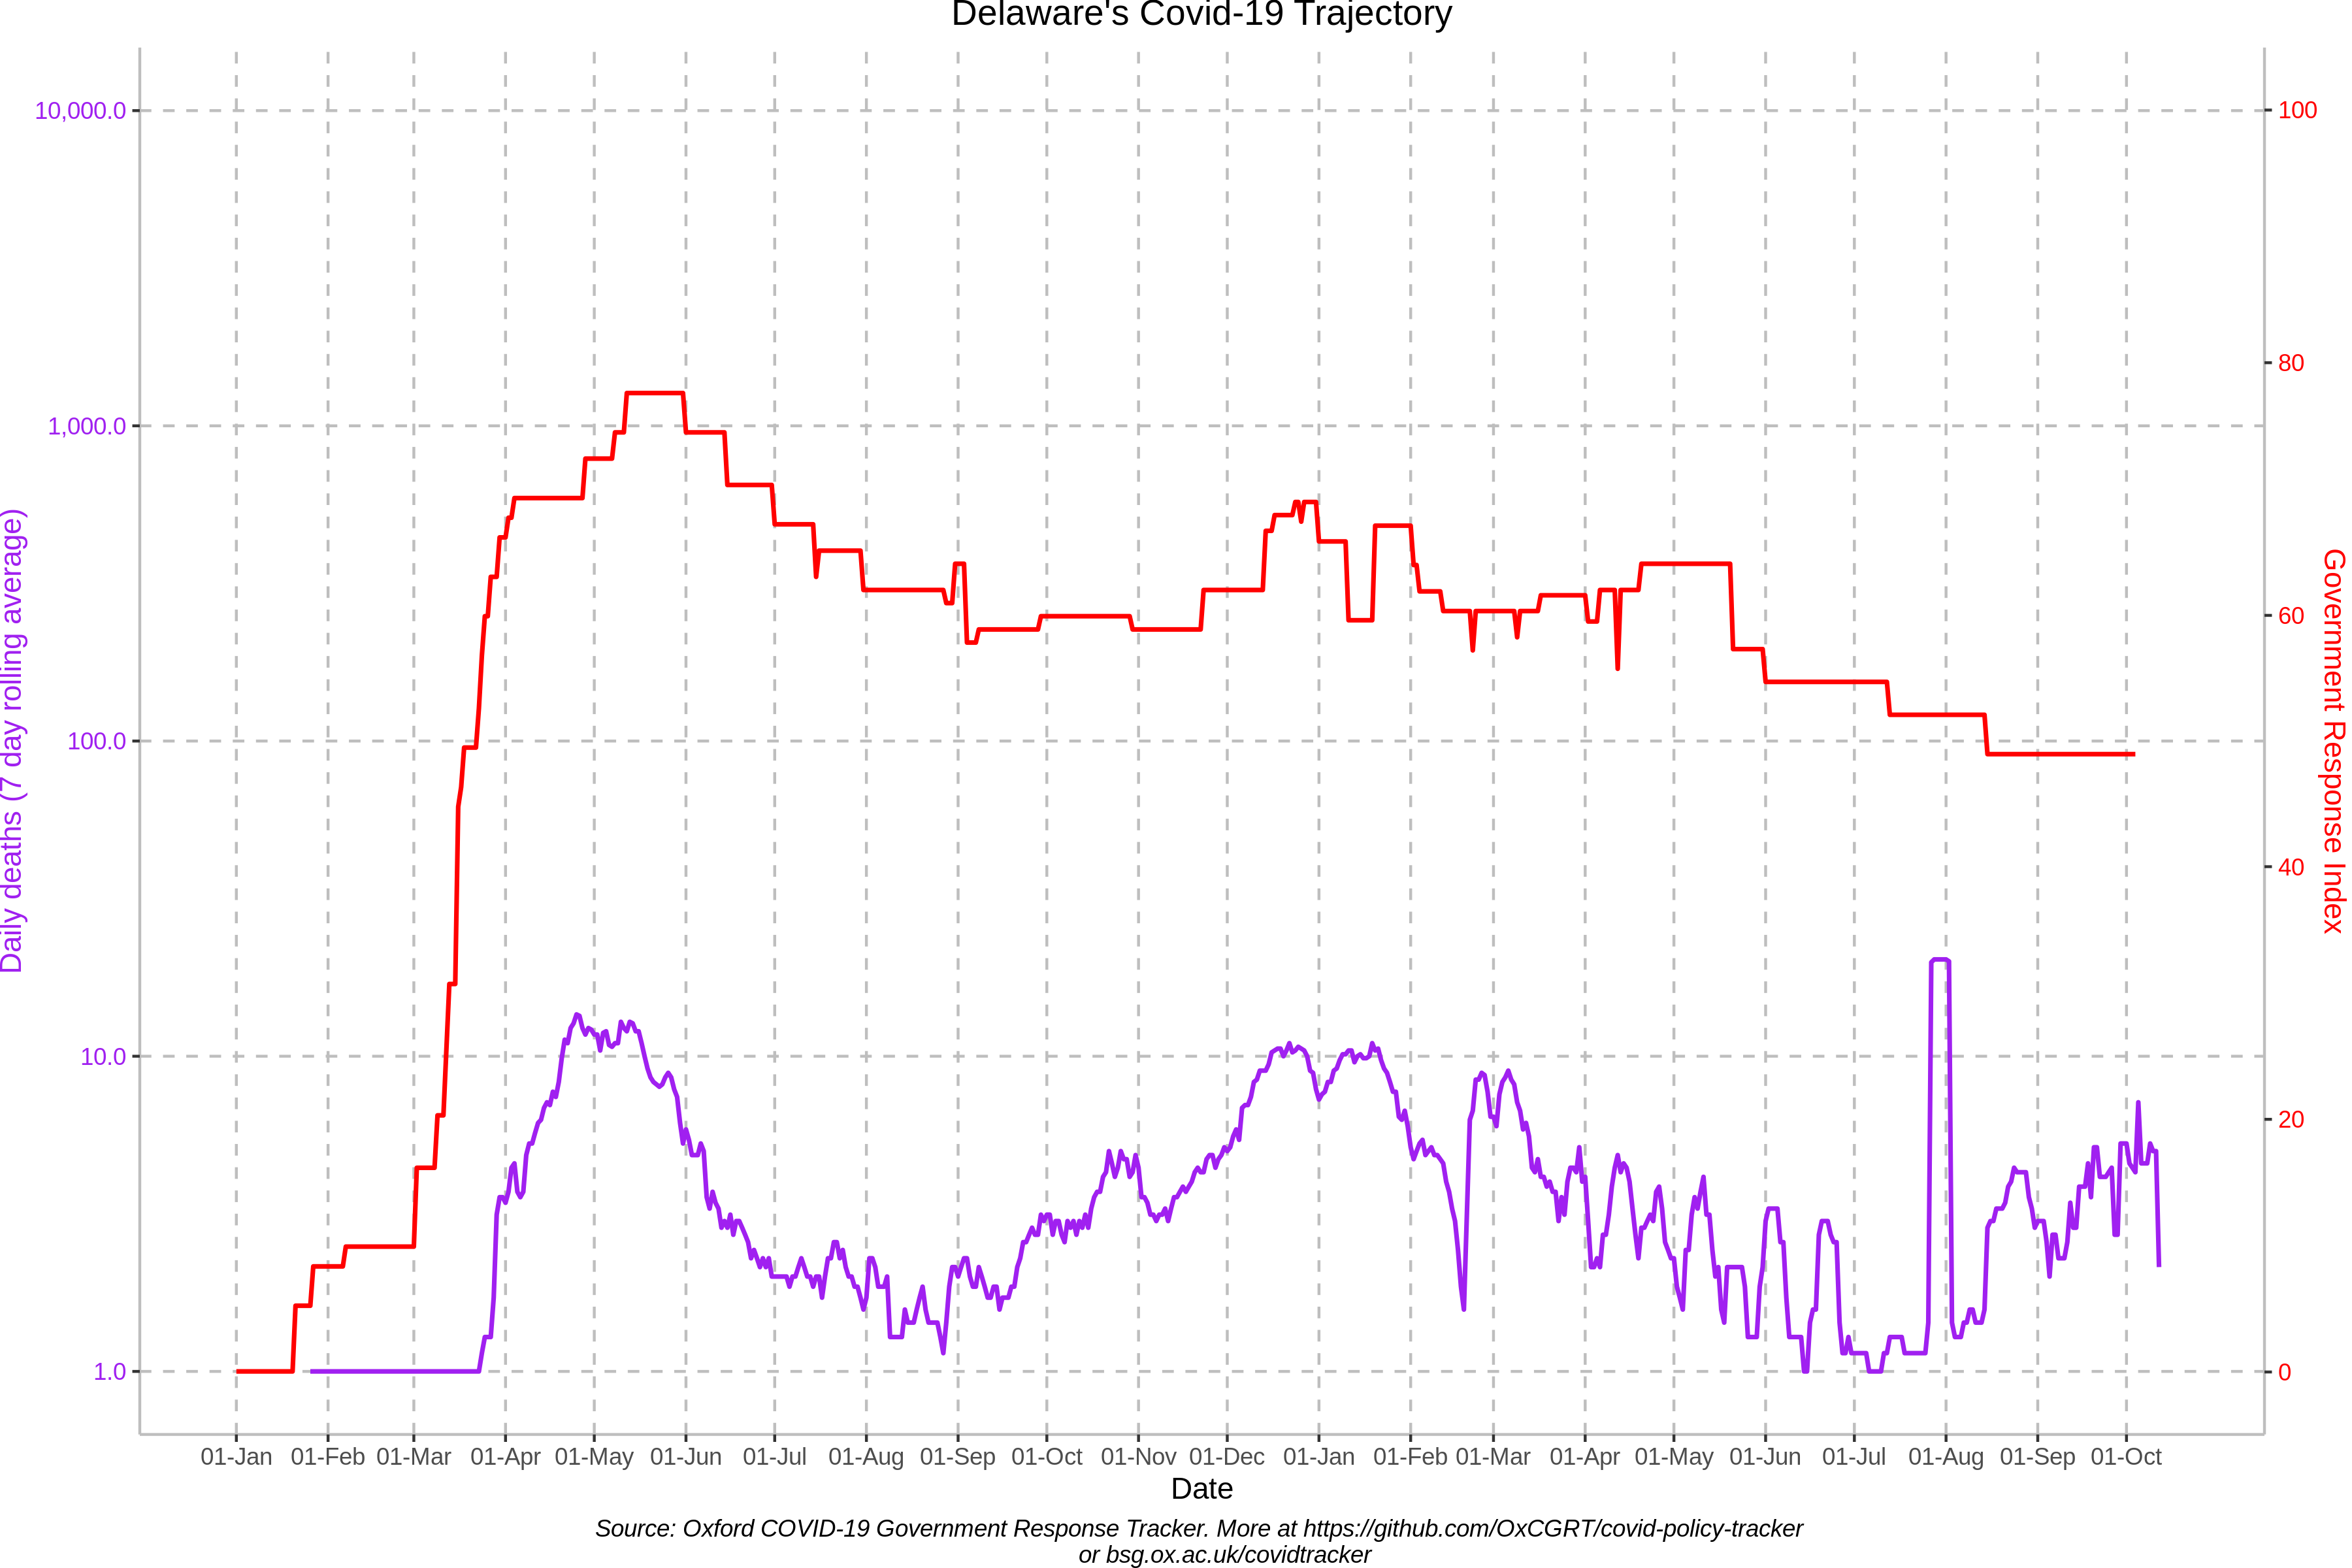 Delaware's Covid-19 Trajectory
10,000.0
1,000.0
100.0
10.0
1.0
Daily deaths (7 day rolling average)
100
80
60
40
20
0
Government Response Index
01-Jan 01-Feb 01-Mar 01-Apr 01-May 01-Jun 01-Jul 01-Aug 01-Sep 01-Oct 01-Nov 01-Dec 01-Jan 01-Feb 01-Mar 01-Apr 01-May 01-Jun 01-Jul 01-Aug 01-Sep 01-Oct
Date
Source: Oxford COVID-19 Government Response Tracker. More at https://github.com/OxCGRT/covid-policy-tracker
or bsg.ox.ac.uk/covidtracker